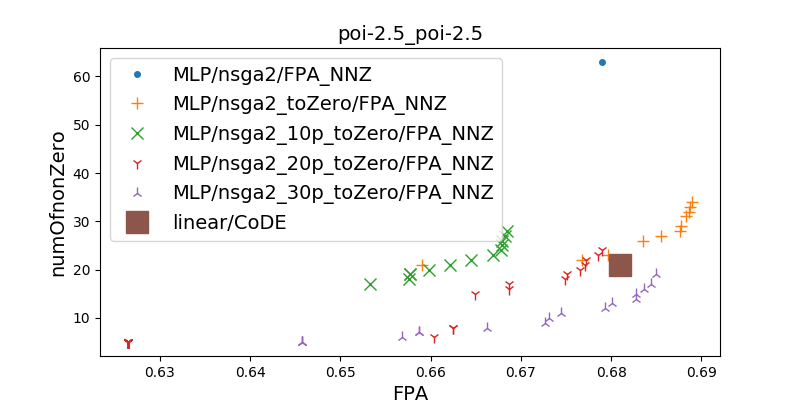 poi-2.5_poi-2.5
MLP/nsga2/FPA_NNZ
MLP/nsga2_toZero/FPA_NNZ
MLP/nsga2_10p_toZero/FPA_NNZ
MLP/nsga2_20p_toZero/FPA_NNZ
MLP/nsga2_30p_toZero/FPA_NNZ
linear/CoDE
numOfnonZero
60
50
40
30
20
10
0.63 0.64 0.65 0.66 0.67 0.68 0.69
FPA